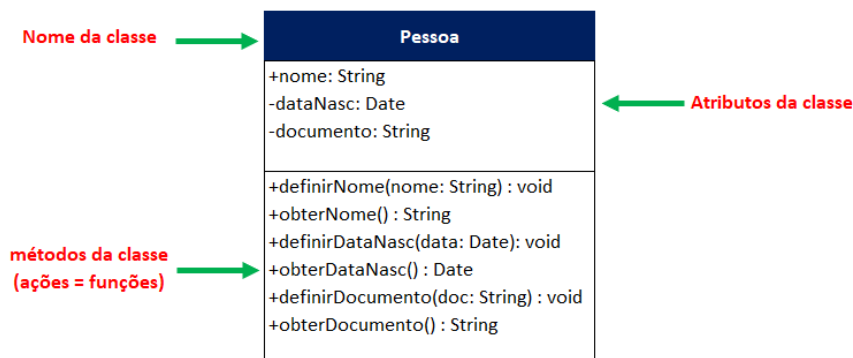 Nome da classe
Pessoa
+nome: String
-dataNasc: Date
-documento: String
Atributos da classe
+definirNome(nome: String) : void
+obterNome() : String
+definirDataNasc(data: Date): void
+obterDataNasc() : Date
+definirDocumento(doc: String) : void
+obterDocumento() : String
métodos da classe
(ações = funções)